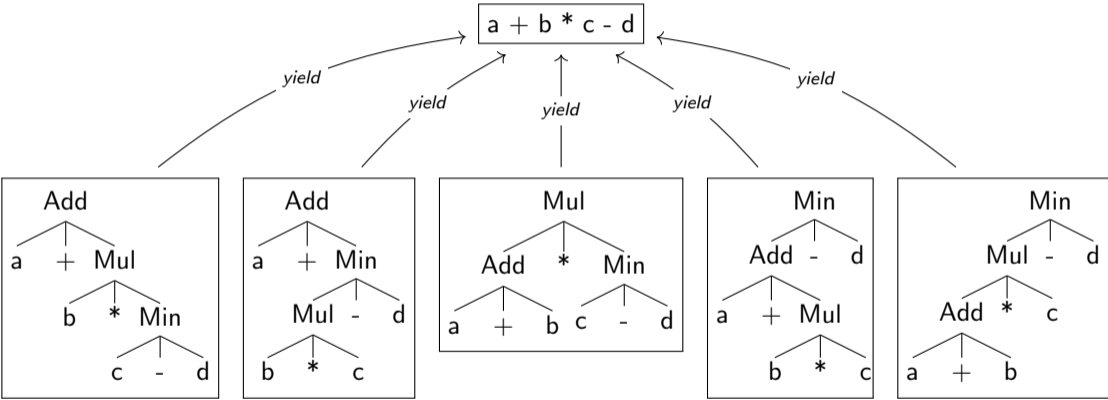 a + b * c - d
yield yield yield yield yield
Add Add Mul Min Min
a + Mul a + Min Add * Min Add - d Mul - d
b * Min Mul - d a + b c - d a + Mul Add * c
c - d b * c b * c a + b